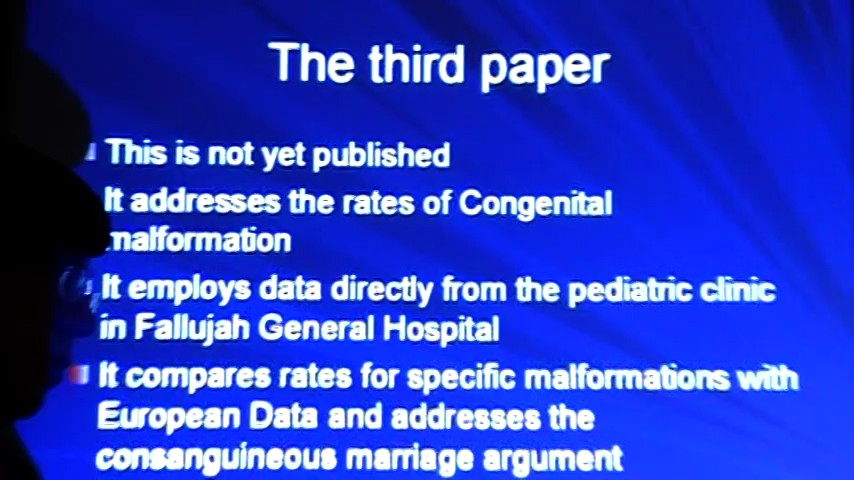 The third paper
This is not yet published
It addresses the rates of Congenital
malformation
It employs data directly from the pediatric clinic
in Fallujah General Hospital
It compares rates for specific malformations with
European Data and addresses the
consanguineous marriage argument